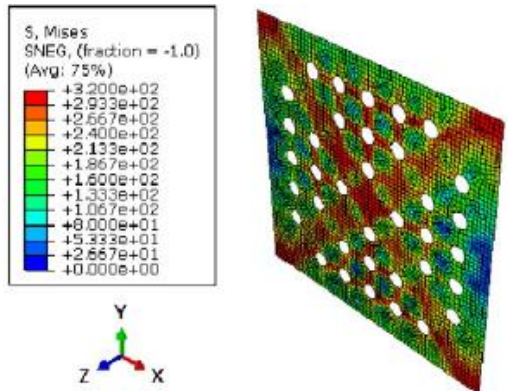 S, Mises
SNEG, (fraction = -1.0)
(Avg: 75%)
+3.200e+02
+2.933e+02
+2.667e+02
+2.400e+02
+2.133e+02
+1.867e+02
+1.600e+02
+1.333e+02
+1.067e+02
+8.000e+01
+5.333e+01
+2.667e+01
+0.000e+00
Y
Z
X